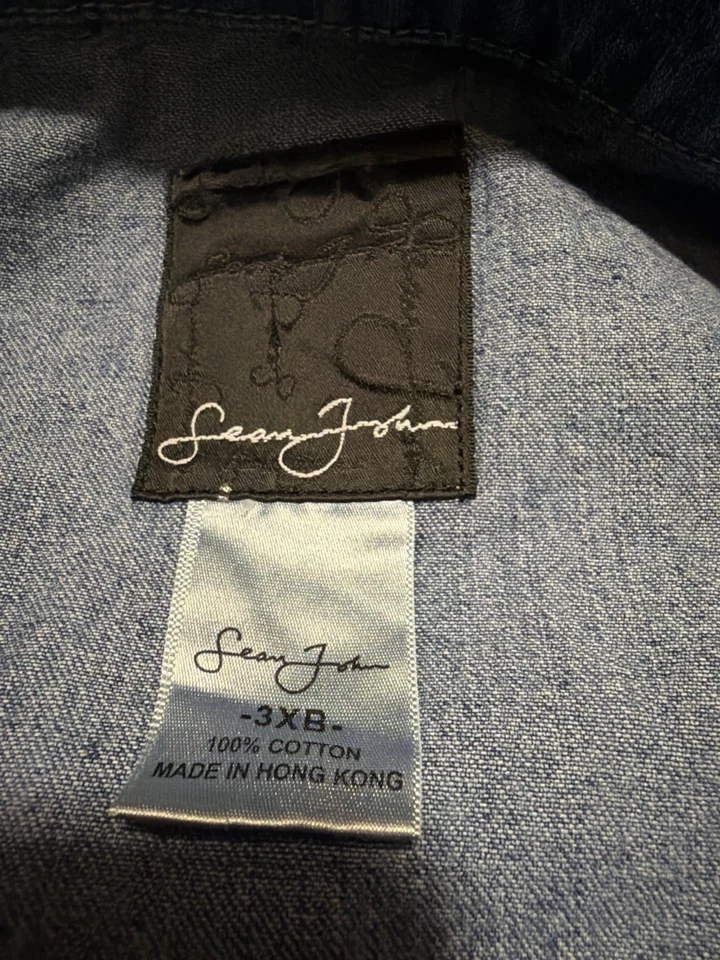 Sean John
Sean John
-3XB-
100% COTTON
MADE IN HONG KONG